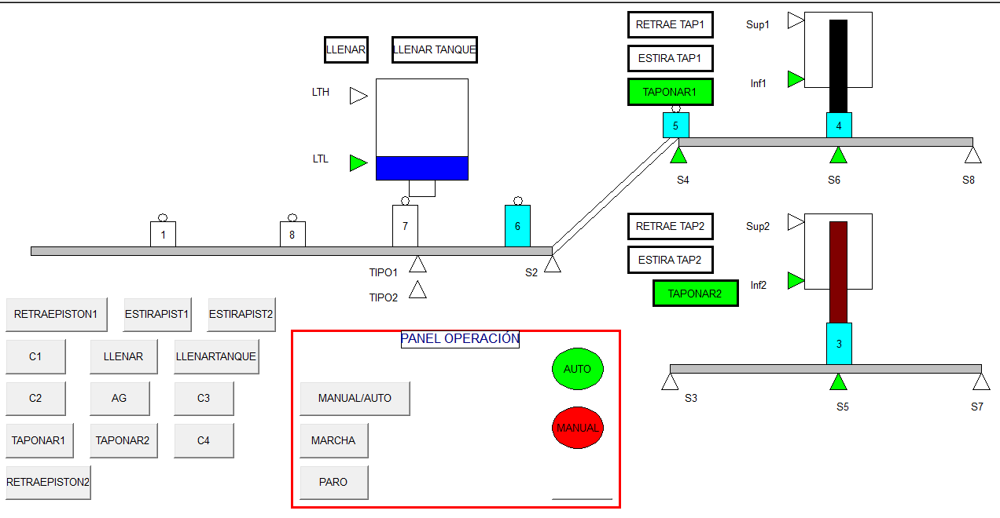 RETRAE TAP1
Sup1
LLENAR
LLENAR TANQUE
ESTIRA TAP1
LTH
Inf1
TAPONAR1
5
4
LTL
S4
S6
S8
1
8
7
6
RETRAE TAP2
Sup2
ESTIRA TAP2
TIPO1
S2
Inf2
TIPO2
TAPONAR2
RETRAEPISTON1
ESTIRAPIST1
ESTIRAPIST2
PANEL OPERACIÓN
3
C1
LLENAR
LLENARTANQUE
AUTO
C2
AG
C3
MANUAL/AUTO
S3
S5
S7
MANUAL
TAPONAR1
TAPONAR2
C4
MARCHA
RETRAEPISTON2
PARO